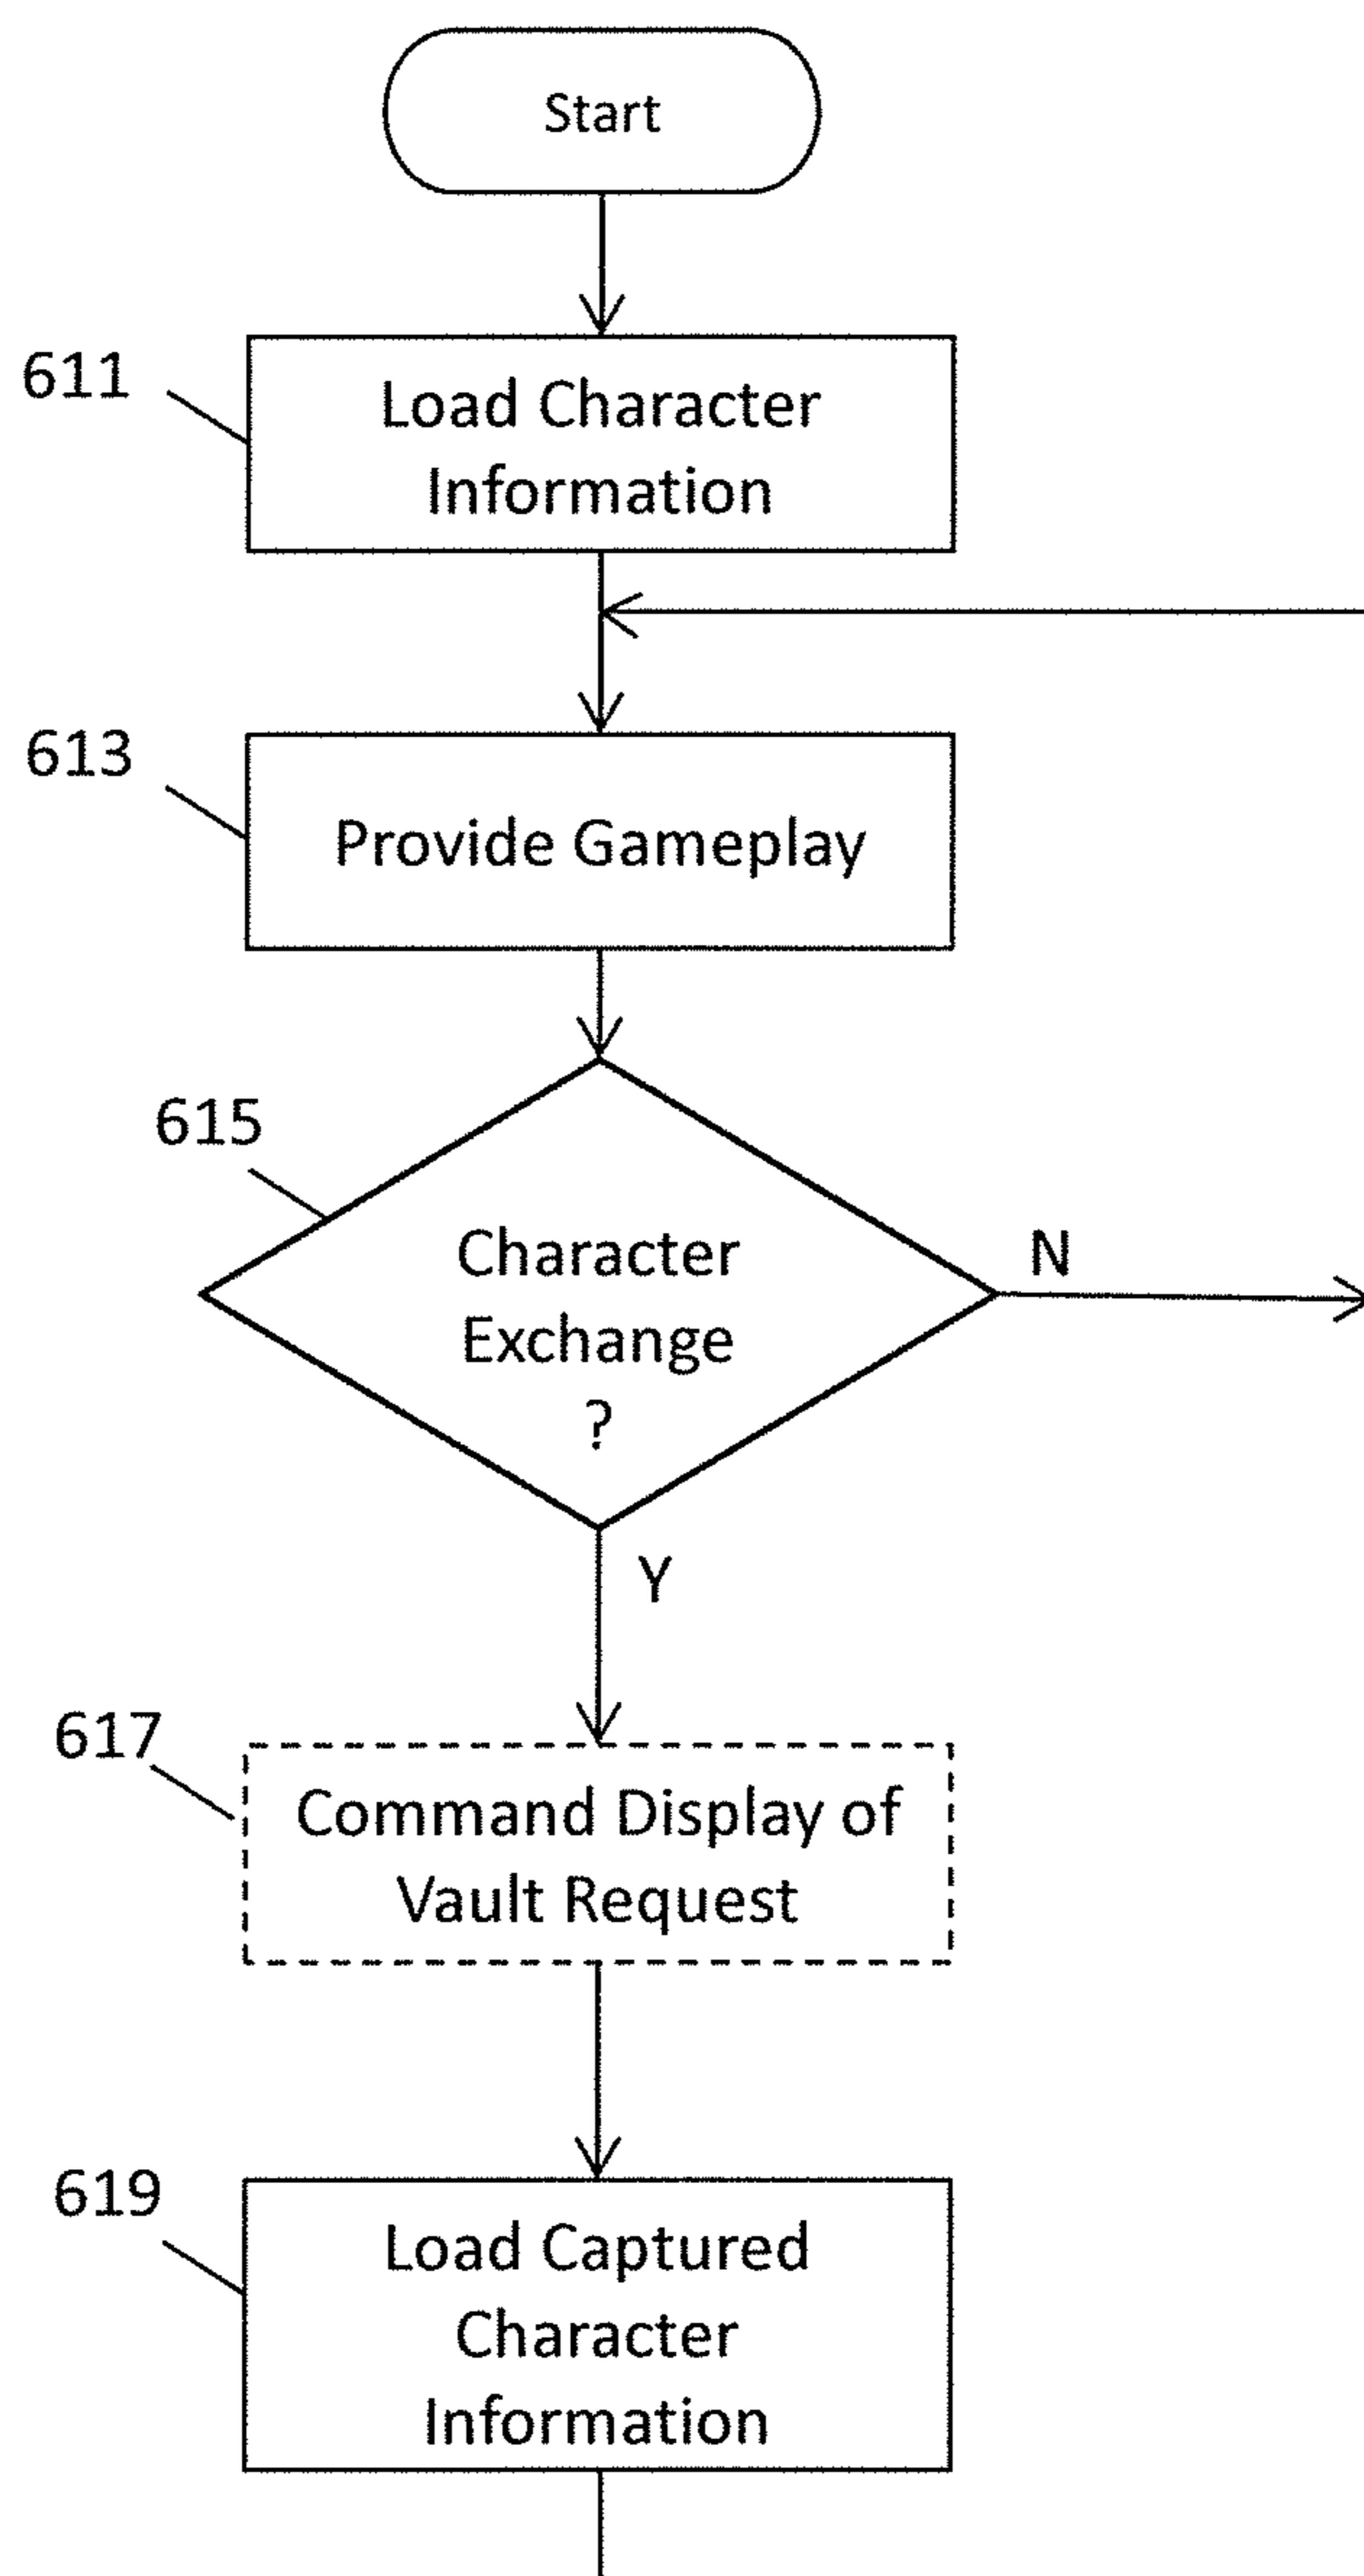 Start
611
Load Character
Information
613
Provide Gameplay
615
Character
Exchange
?
N
Y
617
Command Display of
Vault Request
619
Load Captured
Character
Information